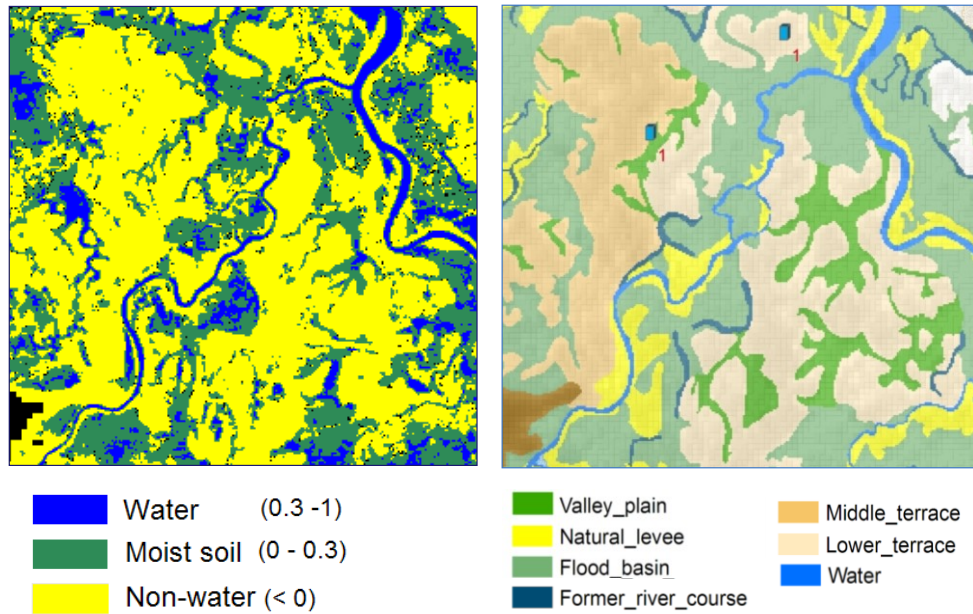 1
1
Water (0.3 -1)
Moist soil (0 - 0.3)
Non-water (< 0)
Valley_plain
Natural_levee
Flood_basin
Former_river_course
Middle_terrace
Lower_terrace
Water